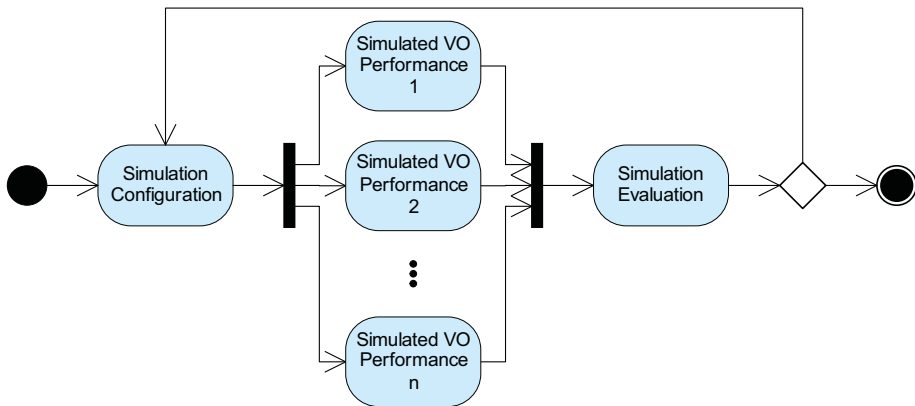 Simulated VO
Performance
1
Simulation
Configuration
Simulated VO
Performance
2
Simulation
Evaluation
Simulated VO
Performance
n